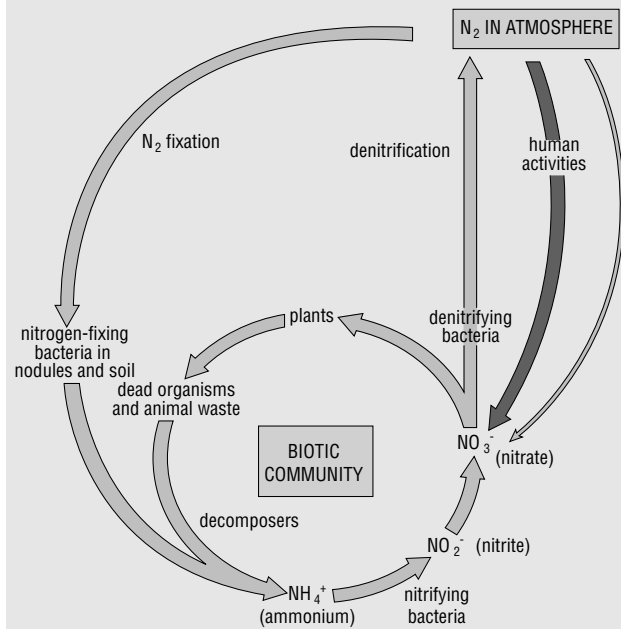 N₂ IN ATMOSPHERE
N₂ fixation
denitrification
human
activities
nitrogen-fixing
bacteria in
nodules and soil
plants
denitrifying
bacteria
dead organisms
and animal waste
BIOTIC
COMMUNITY
NO₃⁻
(nitrate)
decomposers
NO₂⁻ (nitrite)
NH₄⁺
(ammonium)
nitrifying
bacteria